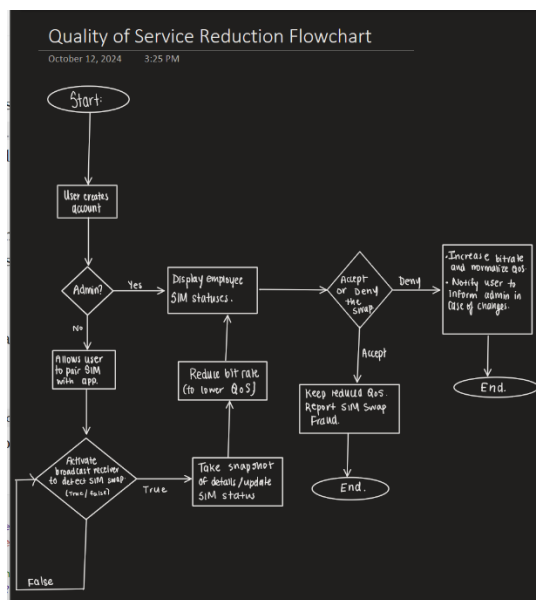 Quality of Service Reduction Flowchart
October 12, 2024 3:25 PM
Start:
User creates
account
Admin?
Yes
No
Display employee
SIM statuses.
Accept
or Deny
the
swap
Deny
Accept
• Increase bitrate
and normalize QoS.
• Notify user to
inform admin in
case of changes.
End.
Keep reduced QoS.
Report SIM Swap
Fraud.
End.
Allows user
to pair SIM
with app.
Reduce bit rate
(to lower QoS)
Activate
broadcast receiver
to detect SIM swap
(True/False)
True
Take snapshot
of details/update
SIM status
False